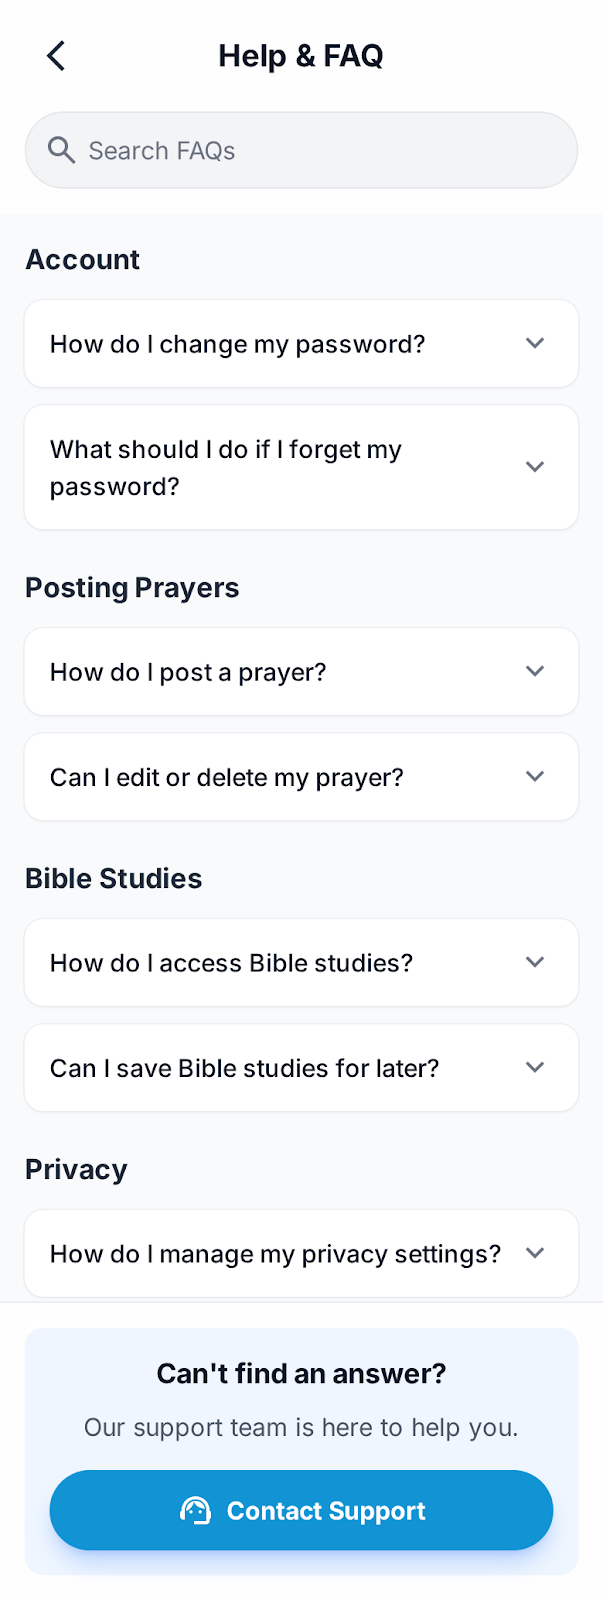 Help & FAQ
Search FAQs
Account
How do I change my password?
What should I do if I forget my
password?
Posting Prayers
How do I post a prayer?
Can I edit or delete my prayer?
Bible Studies
How do I access Bible studies?
Can I save Bible studies for later?
Privacy
How do I manage my privacy settings?
Can't find an answer?
Our support team is here to help you.
Contact Support